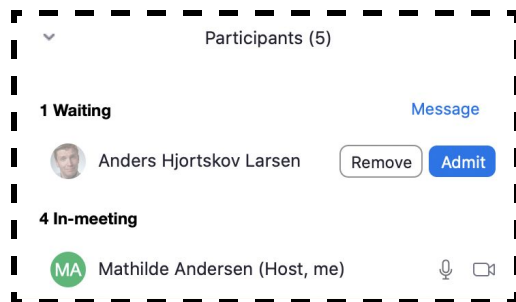 Participants (5)
1 Waiting Message
Anders Hjortskov Larsen Remove Admit
4 In-meeting
MA Mathilde Andersen (Host, me)